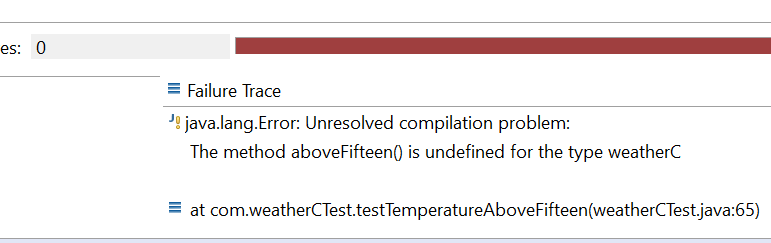 es: 0
Failure Trace
java.lang.Error: Unresolved compilation problem:
The method aboveFifteen() is undefined for the type weatherC
at com.weatherCTest.testTemperatureAboveFifteen(weatherCTest.java:65)